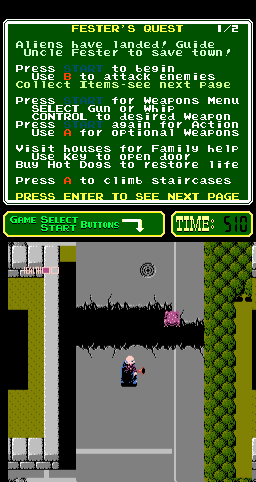 FESTER'S QUEST 1/2
Aliens have landed! Guide
Uncle Fester to save town!
Press START to begin
Use B to attack enemies
Collect Items-see next page
Press START for Weapons Menu
SELECT Gun or Whip
CONTROL to desired Weapon
Press START again for Action
Use A for optional Weapons
Visit houses for Family help
Use Key to open door
Buy Hot Dogs to restore life
Press A to climb staircases
PRESS ENTER TO SEE NEXT PAGE
GAME SELECT
START BUTTONS
TIME: 510